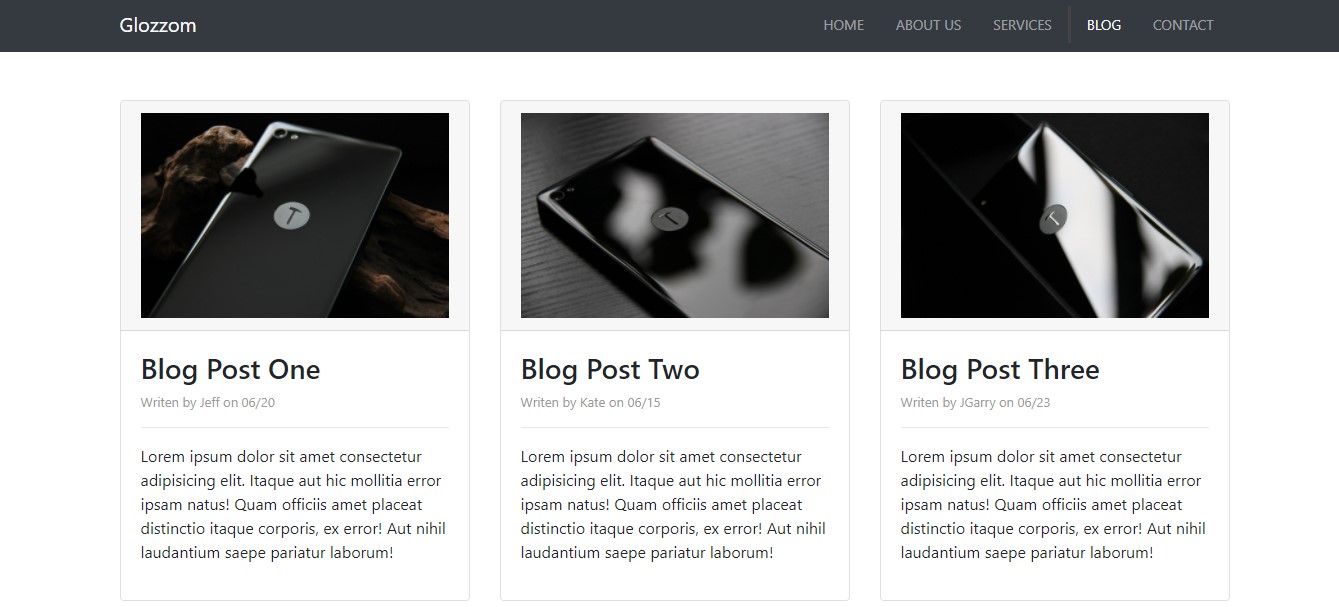 Glozzom
HOME ABOUT US SERVICES BLOG CONTACT
T
T
T
Blog Post One
Writen by Jeff on 06/20
Lorem ipsum dolor sit amet consectetur
adipisicing elit. Itaque aut hic mollitia error
ipsam natus! Quam officiis amet placeat
distinctio itaque corporis, ex error! Aut nihil
laudantium saepe pariatur laborum!
Blog Post Two
Writen by Kate on 06/15
Lorem ipsum dolor sit amet consectetur
adipisicing elit. Itaque aut hic mollitia error
ipsam natus! Quam officiis amet placeat
distinctio itaque corporis, ex error! Aut nihil
laudantium saepe pariatur laborum!
Blog Post Three
Writen by JGarry on 06/23
Lorem ipsum dolor sit amet consectetur
adipisicing elit. Itaque aut hic mollitia error
ipsam natus! Quam officiis amet placeat
distinctio itaque corporis, ex error! Aut nihil
laudantium saepe pariatur laborum!